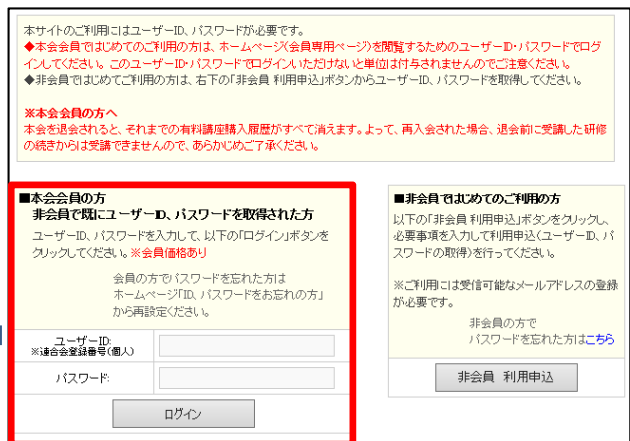 本サイトのご利用にはユーザーID、パスワードが必要です。
◆本会会員ではじめてのご利用の方は、ホームページ(会員専用ページ)を閲覧するためのユーザーID・パスワードでログ
インしてください。このユーザーID・パスワードでログインいただけないと単位は付与されませんのでご注意ください。
◆非会員ではじめてご利用の方は、右下の「非会員 利用申込」ボタンからユーザーID、パスワードを取得してください。
※本会会員の方へ
本会を退会されると、それまでの有料講座購入履歴がすべて消えます。よって、再入会された場合、退会前に受講した研修
の続きからは受講できませんので、あらかじめご了承ください。
■本会会員の方
非会員で既にユーザーID、パスワードを取得された方
ユーザーID、パスワードを入力して、以下の「ログイン」ボタンを
クリックしてください。※会員価格あり
会員の方でパスワードを忘れた方は
ホームページ「ID、パスワードをお忘れの方」
から再設定ください。
ユーザーID:
※連合会登録番号(個人)
パスワード:
ログイン
■非会員ではじめてのご利用の方
以下の「非会員 利用申込」ボタンをクリックし、
必要事項を入力して利用申込(ユーザーID、パ
スワードの取得)を行ってください。
※ご利用には受信可能なメールアドレスの登録
が必要です。
非会員の方で
パスワードを忘れた方はこちら
非会員 利用申込